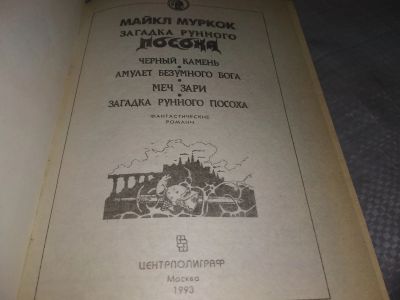 МАЙКЛ МУРКОК
ЗАГАДКА РУННОГО
ПОСОХА
ЧЕРНЫЙ КАМЕНЬ
АМУЛЕТ БЕЗУМНОГО БОГА
МЕЧ ЗАРИ
ЗАГАДКА РУННОГО ПОСОХА
ФАНТАСТИЧЕСКИЕ
РОМАНЫ
ЦЕНТРПОЛИГРАФ
Москва
1993